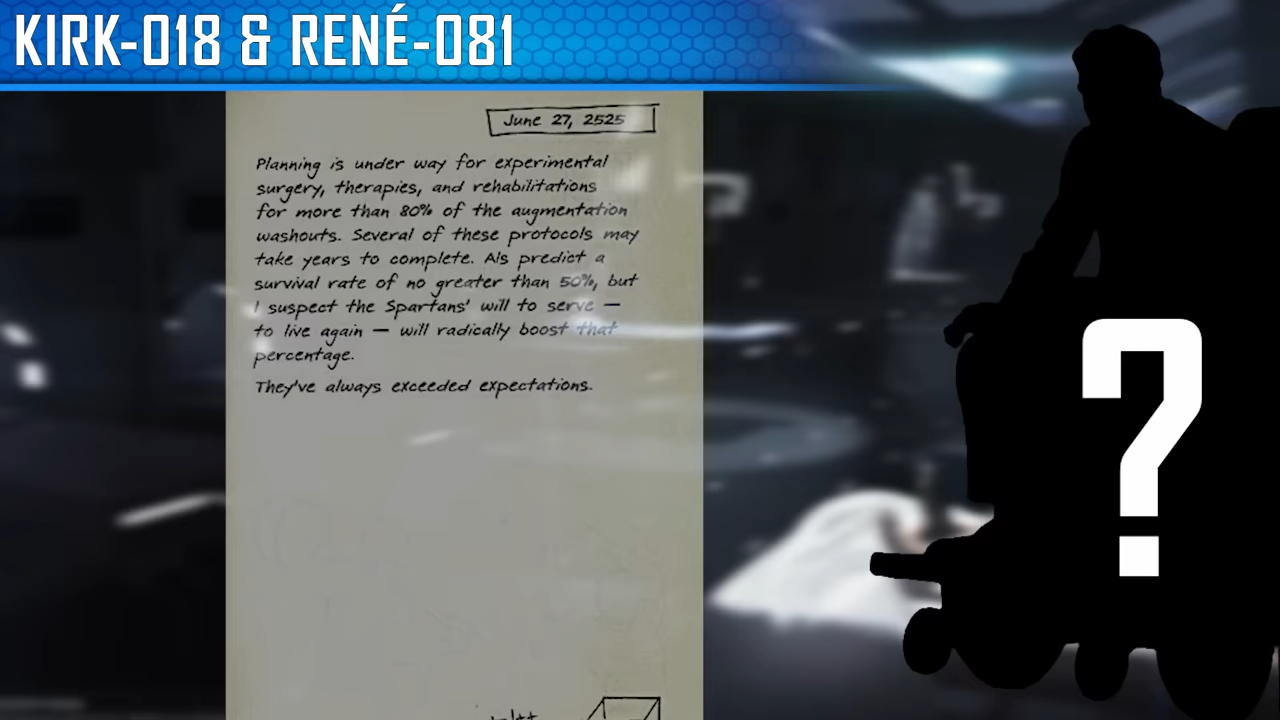 KIRK-018 & RENÉ-081
June 27, 2525
Planning is under way for experimental
surgery, therapies, and rehabilitations
for more than 80% of the augmentation
washouts. Several of these protocols may
take years to complete. AIs predict a
survival rate of no greater than 50%, but
I suspect the Spartans' will to serve —
to live again — will radically boost that
percentage.
They've always exceeded expectations.
?